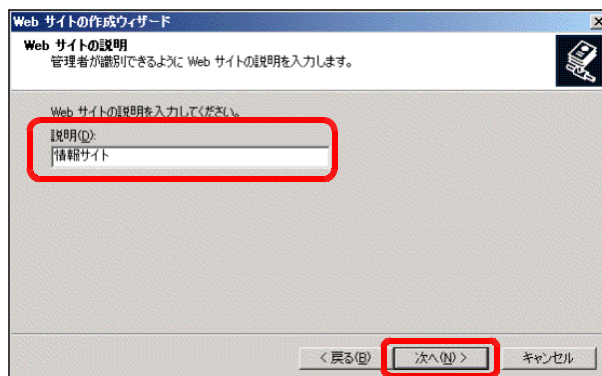 Web サイトの作成ウィザード
Web サイトの説明
管理者が識別できるように Web サイトの説明を入力します。
Web サイトの説明を入力してください。
説明(D):
情報サイト
< 戻る(B)
次へ(N) >
キャンセル